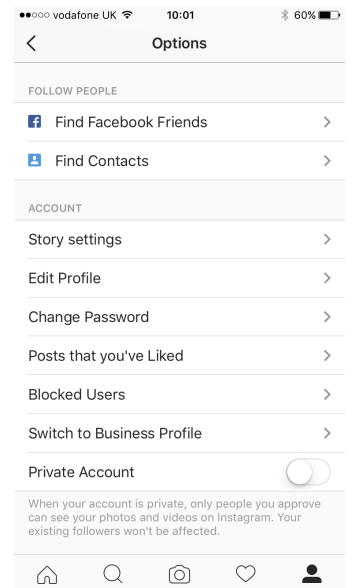 vodafone UK 10:01 60%
Options
FOLLOW PEOPLE
Find Facebook Friends
Find Contacts
ACCOUNT
Story settings
Edit Profile
Change Password
Posts that you've Liked
Blocked Users
Switch to Business Profile
Private Account
When your account is private, only people you approve
can see your photos and videos on Instagram. Your
existing followers won't be affected.